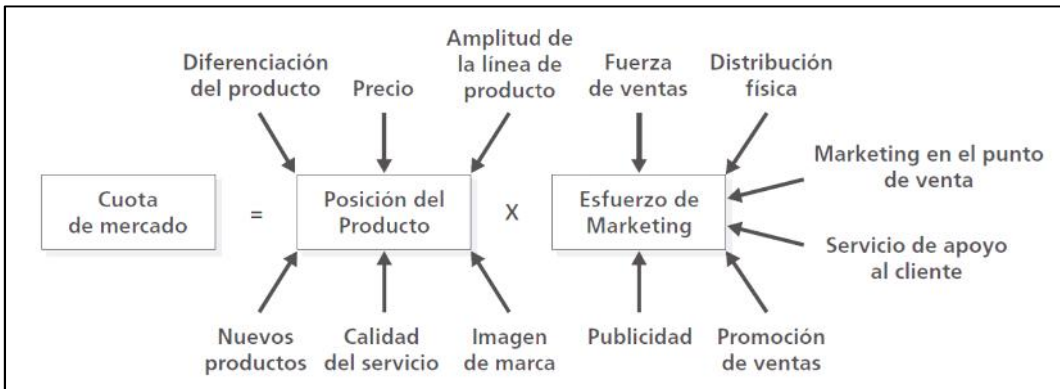 Diferenciación
del producto
Precio
Amplitud de
la línea de
producto
Fuerza
de ventas
Distribución
física
Marketing en el punto
de venta
Cuota
de mercado
=
Posición del
Producto
X
Esfuerzo de
Marketing
Servicio de apoyo
al cliente
Nuevos
productos
Calidad
del servicio
Imagen
de marca
Publicidad
Promoción
de ventas